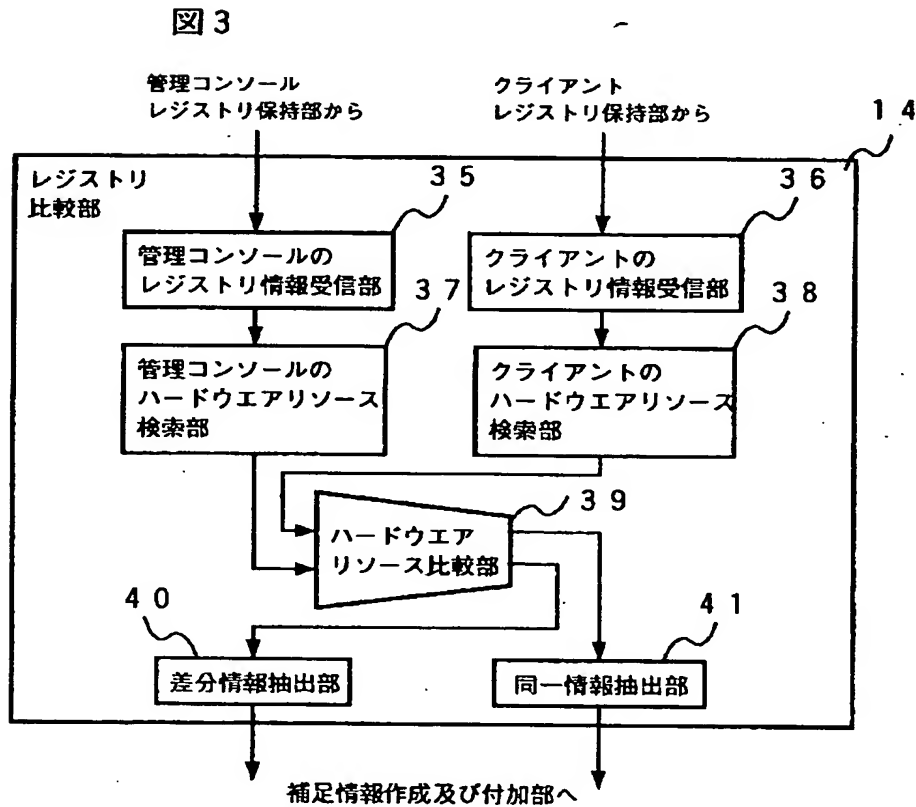 図3
管理コンソール
レジストリ保持部から
クライアント
レジストリ保持部から
14
レジストリ
比較部
35
36
管理コンソールの
レジストリ情報受信部
クライアントの
レジストリ情報受信部
37
38
管理コンソールの
ハードウエアリソース
検索部
クライアントの
ハードウエアリソース
検索部
39
ハードウエア
リソース比較部
40
41
差分情報抽出部
同一情報抽出部
補足情報作成及び付加部へ